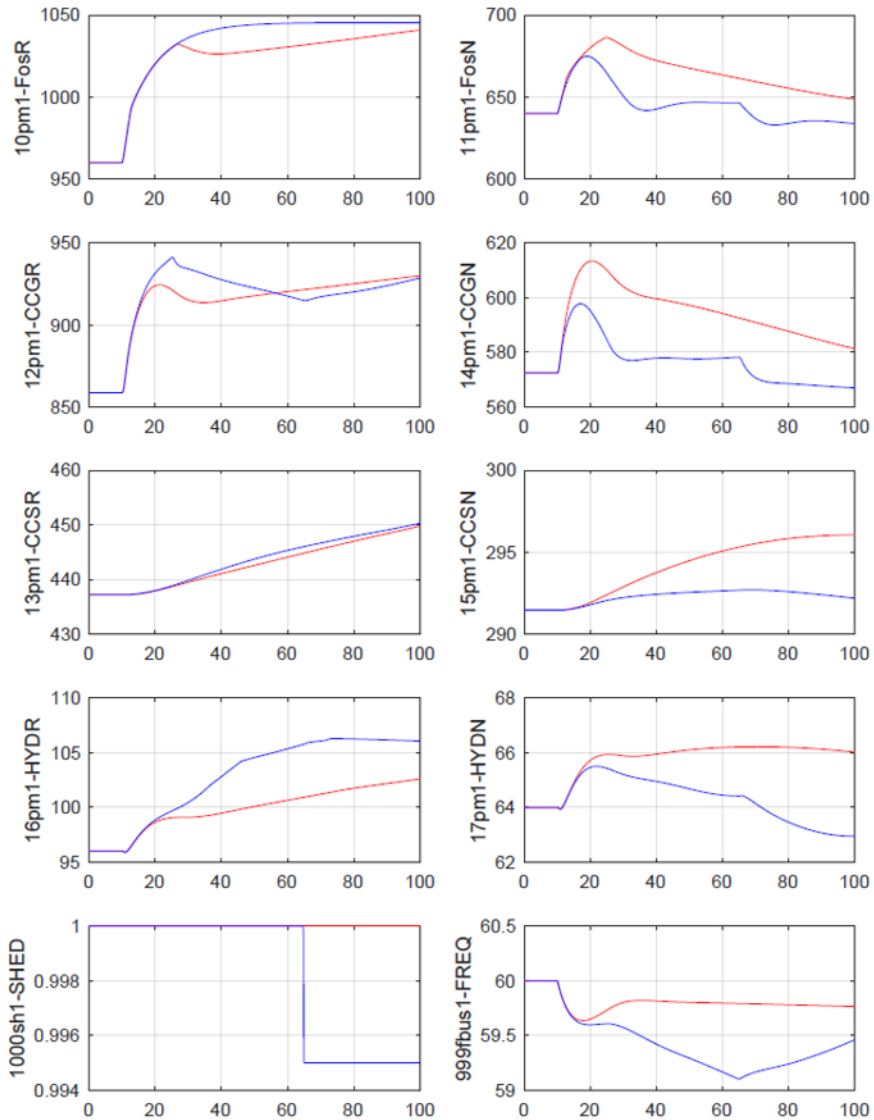 10pm1-FosR
1050
1000
950
0 20 40 60 80 100
11pm1-FosN
700
640
600
0 20 40 60 80 100
12pm1-CCGR
950
900
850
0 20 40 60 80 100
14pm1-CCGN
620
600
580
560
0 20 40 60 80 100
13pm1-CCSR
460
450
440
430
0 20 40 60 80 100
15pm1-CCSN
300
295
290
0 20 40 60 80 100
16pm1-HYDR
110
105
100
95
0 20 40 60 80 100
17pm1-HYDN
68
66
64
62
0 20 40 60 80 100
1000sh1-SHED
1
0.998
0.996
0.994
0 20 40 60 80 100
999fbus1-FREQ
60.5
60
59.5
59
0 20 40 60 80 100